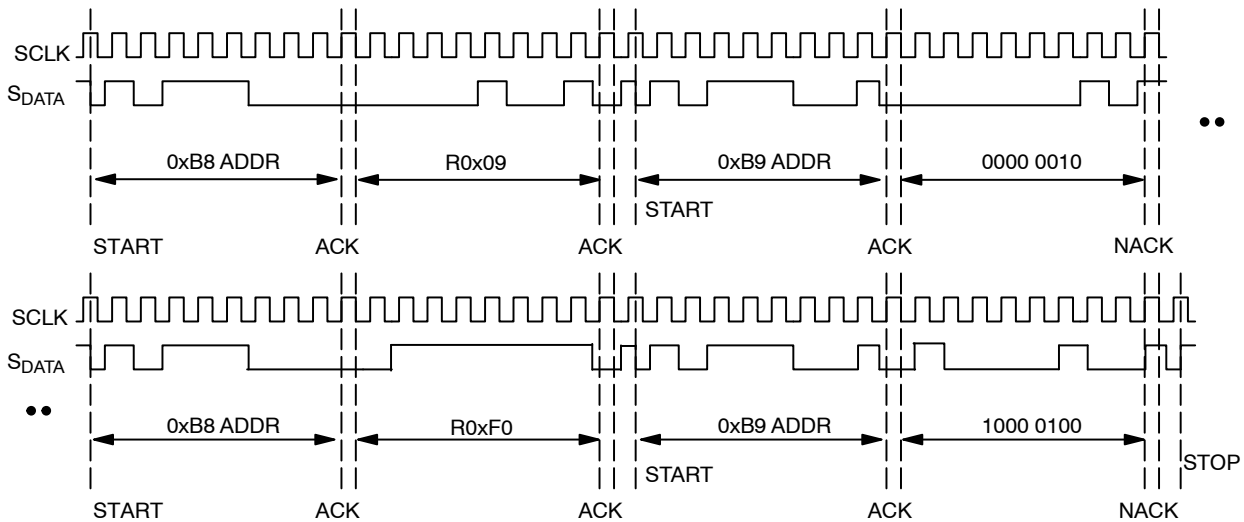 SCLK
SDATA
0xB8 ADDR R0x09 0xB9 ADDR 0000 0010
START
START ACK ACK ACK NACK
SCLK
SDATA
0xB8 ADDR R0xF0 0xB9 ADDR 1000 0100
START STOP
START ACK ACK ACK NACK